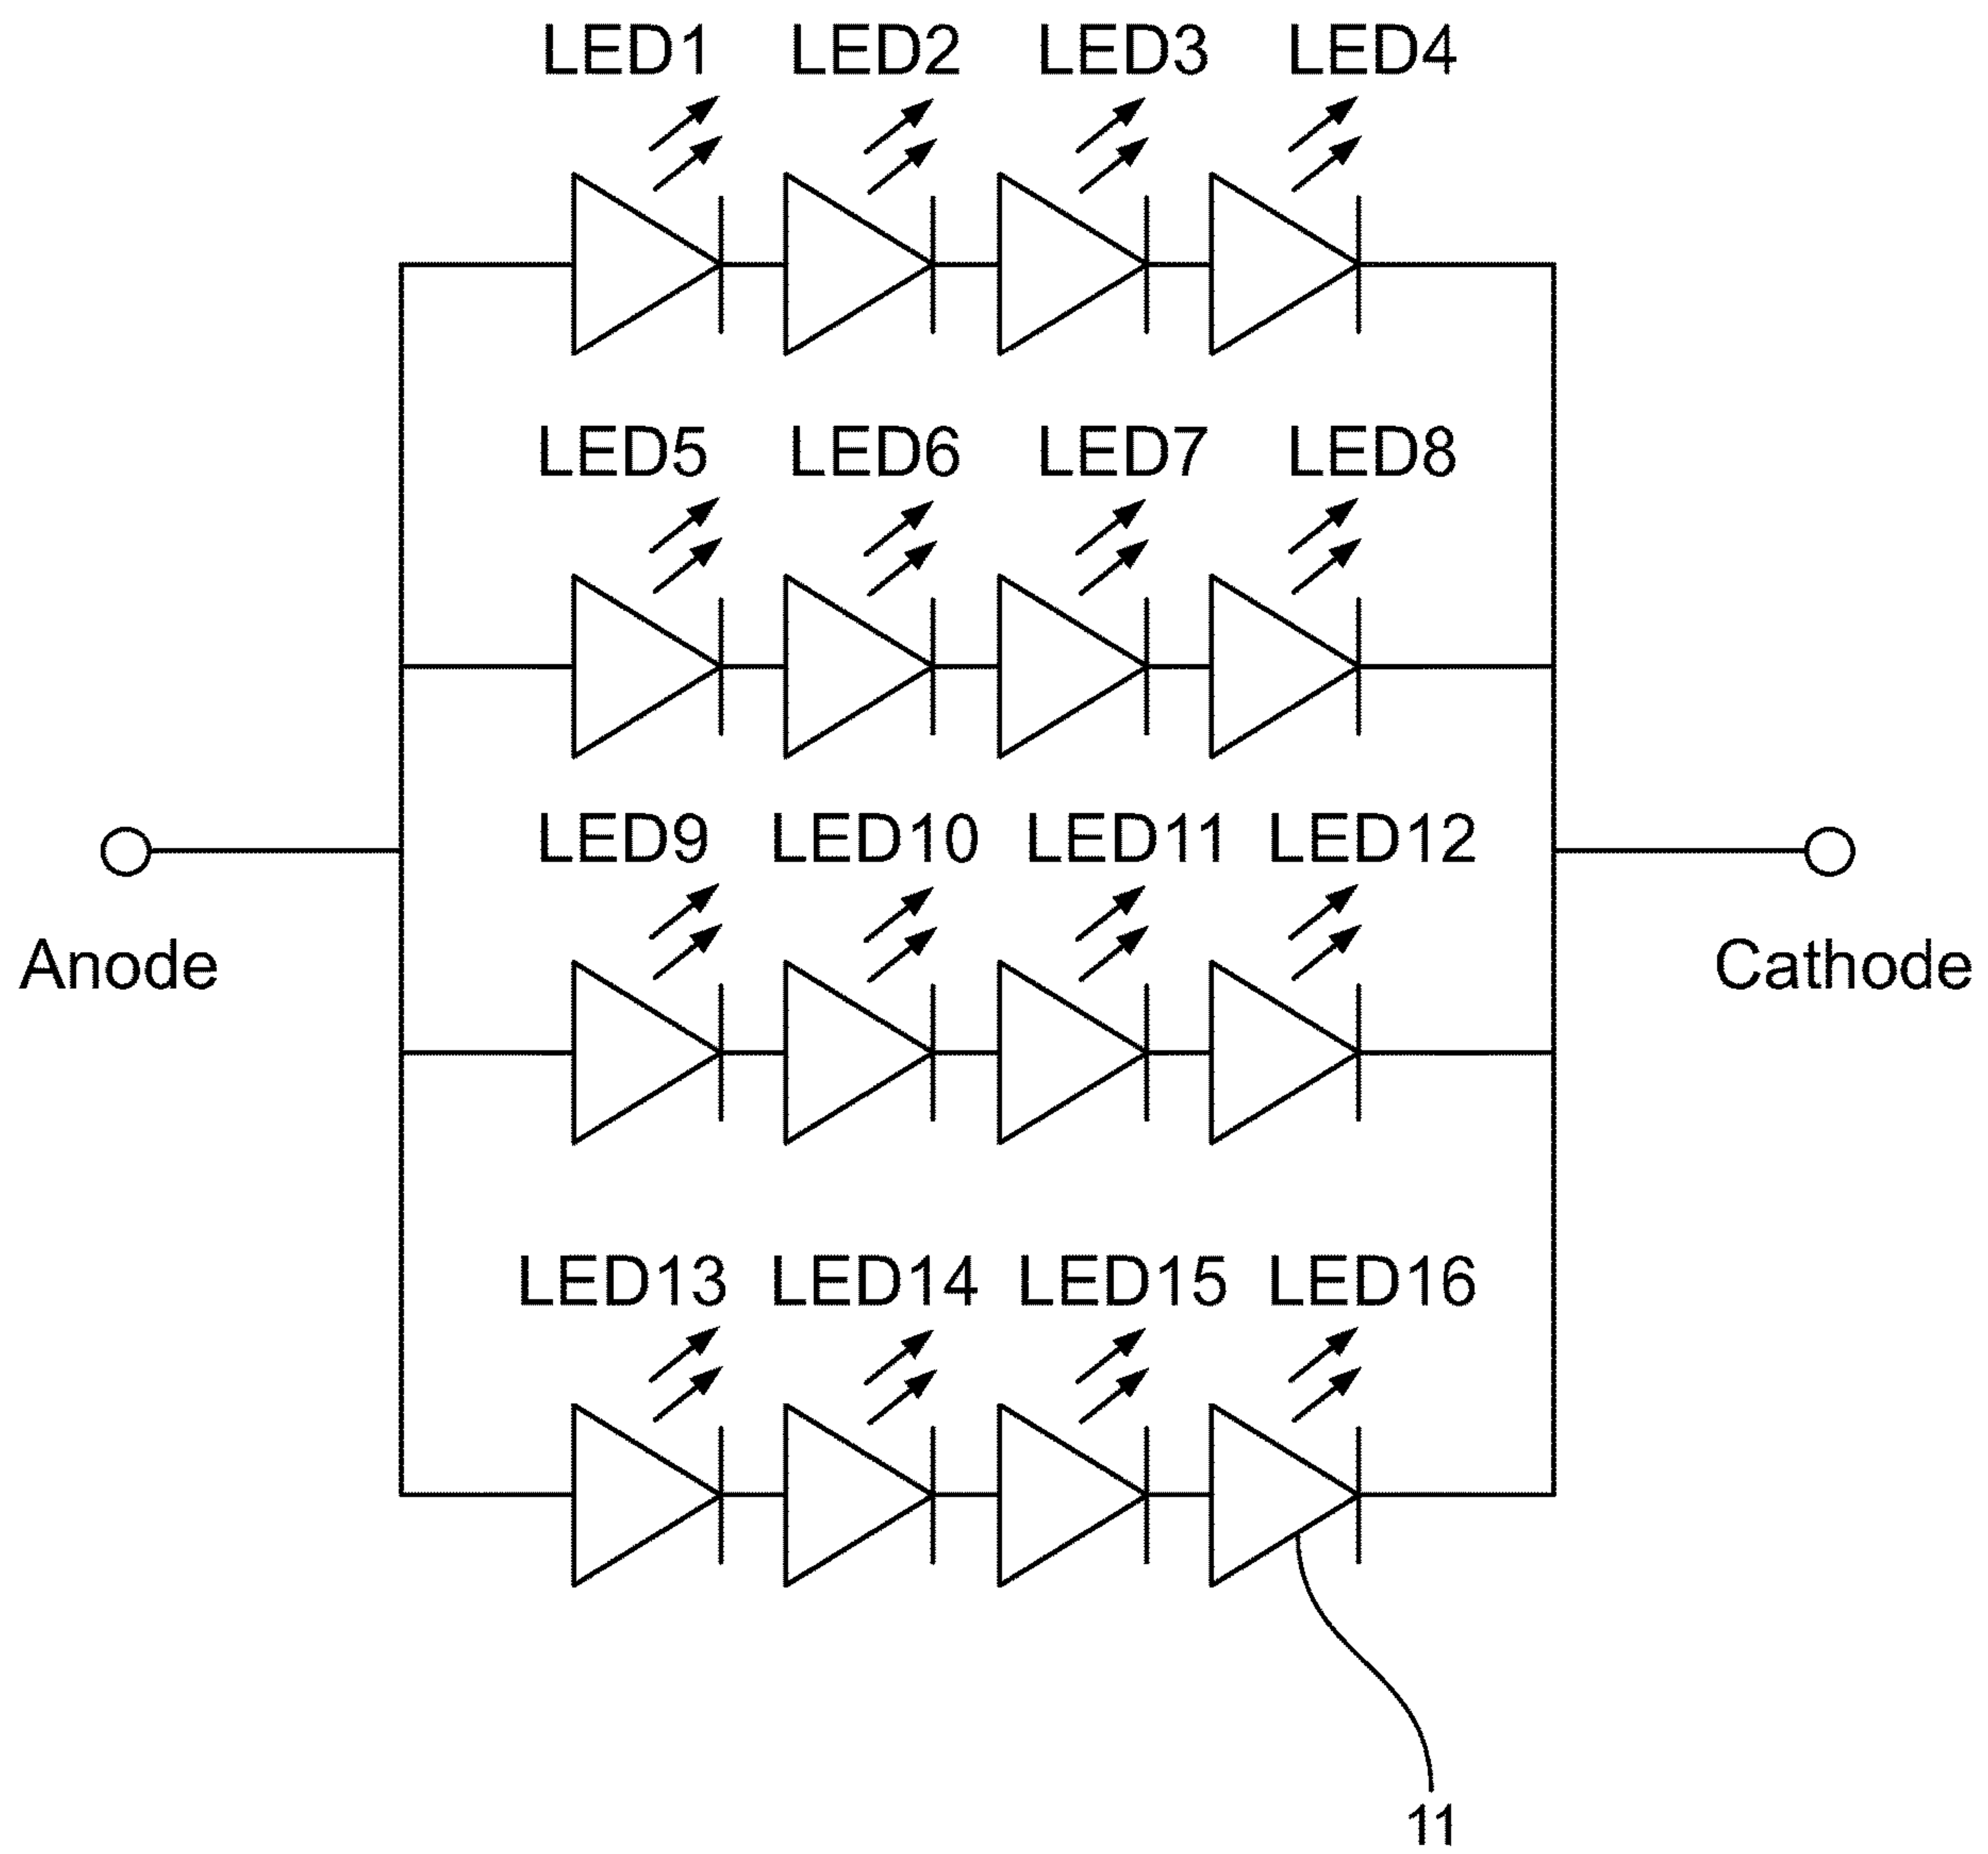 LED1 LED2 LED3 LED4
LED5 LED6 LED7 LED8
LED9 LED10 LED11 LED12
Anode Cathode
LED13 LED14 LED15 LED16
11